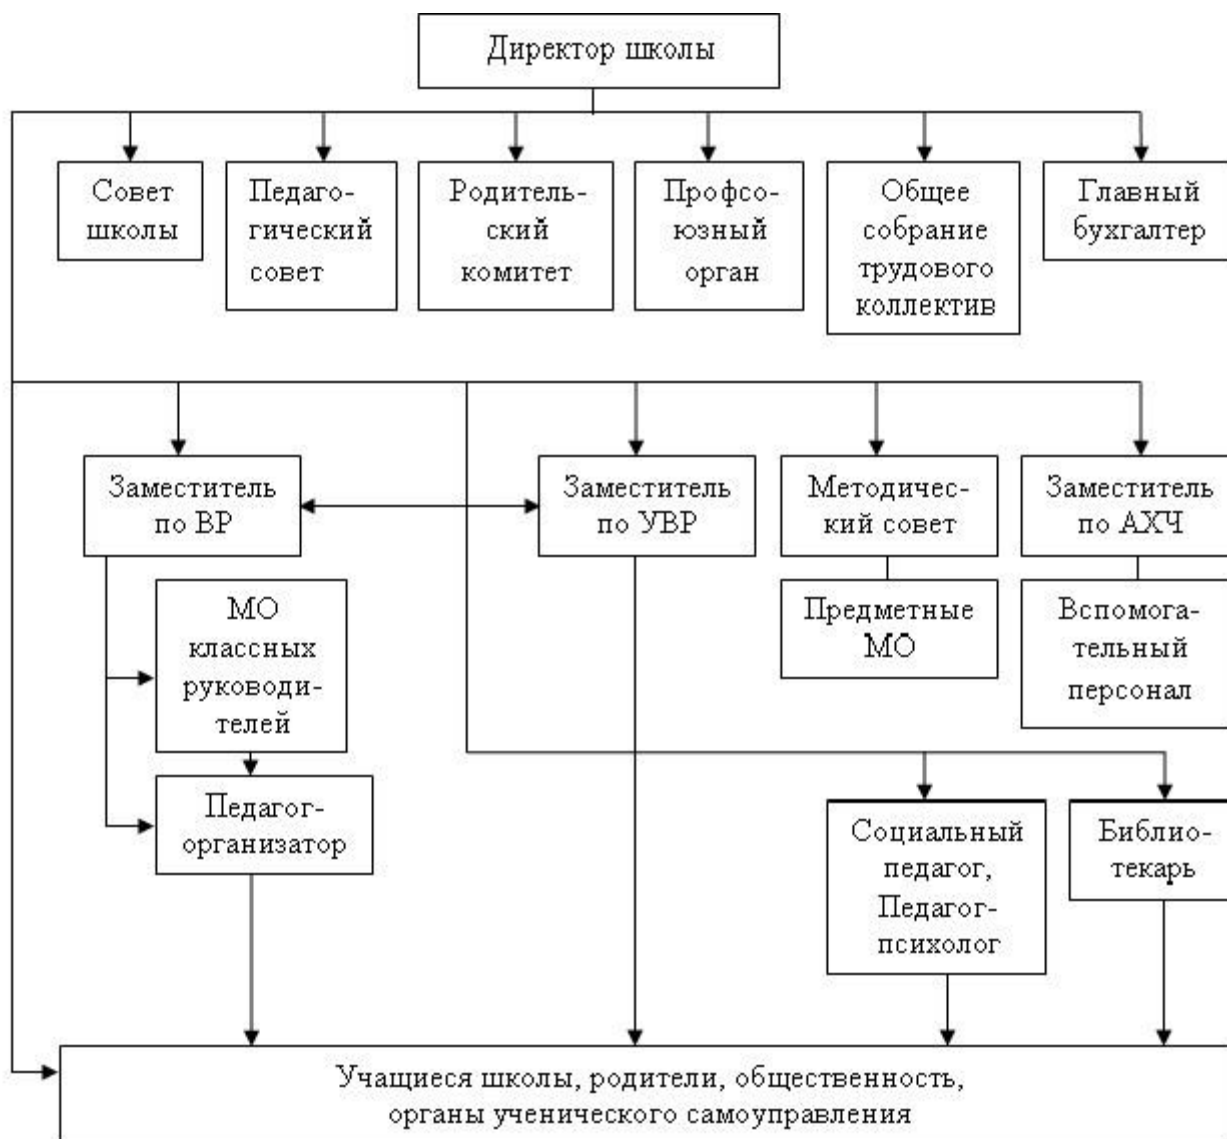 Директор школы
Совет
школы
Педаго-
гический
совет
Родитель-
ский
комитет
Профсо-
юзный
орган
Общее
собрание
трудового
коллектив
Главный
бухгалтер
Заместитель
по ВР
Заместитель
по УВР
Методичес-
кий совет
Заместитель
по АХЧ
МО
классных
руководи-
телей
Предметные
МО
Вспомога-
тельный
персонал
Педагог-
организатор
Социальный
педагог,
Педагог-
психолог
Библио-
текарь
Учащиеся школы, родители, общественность,
органы ученического самоуправления